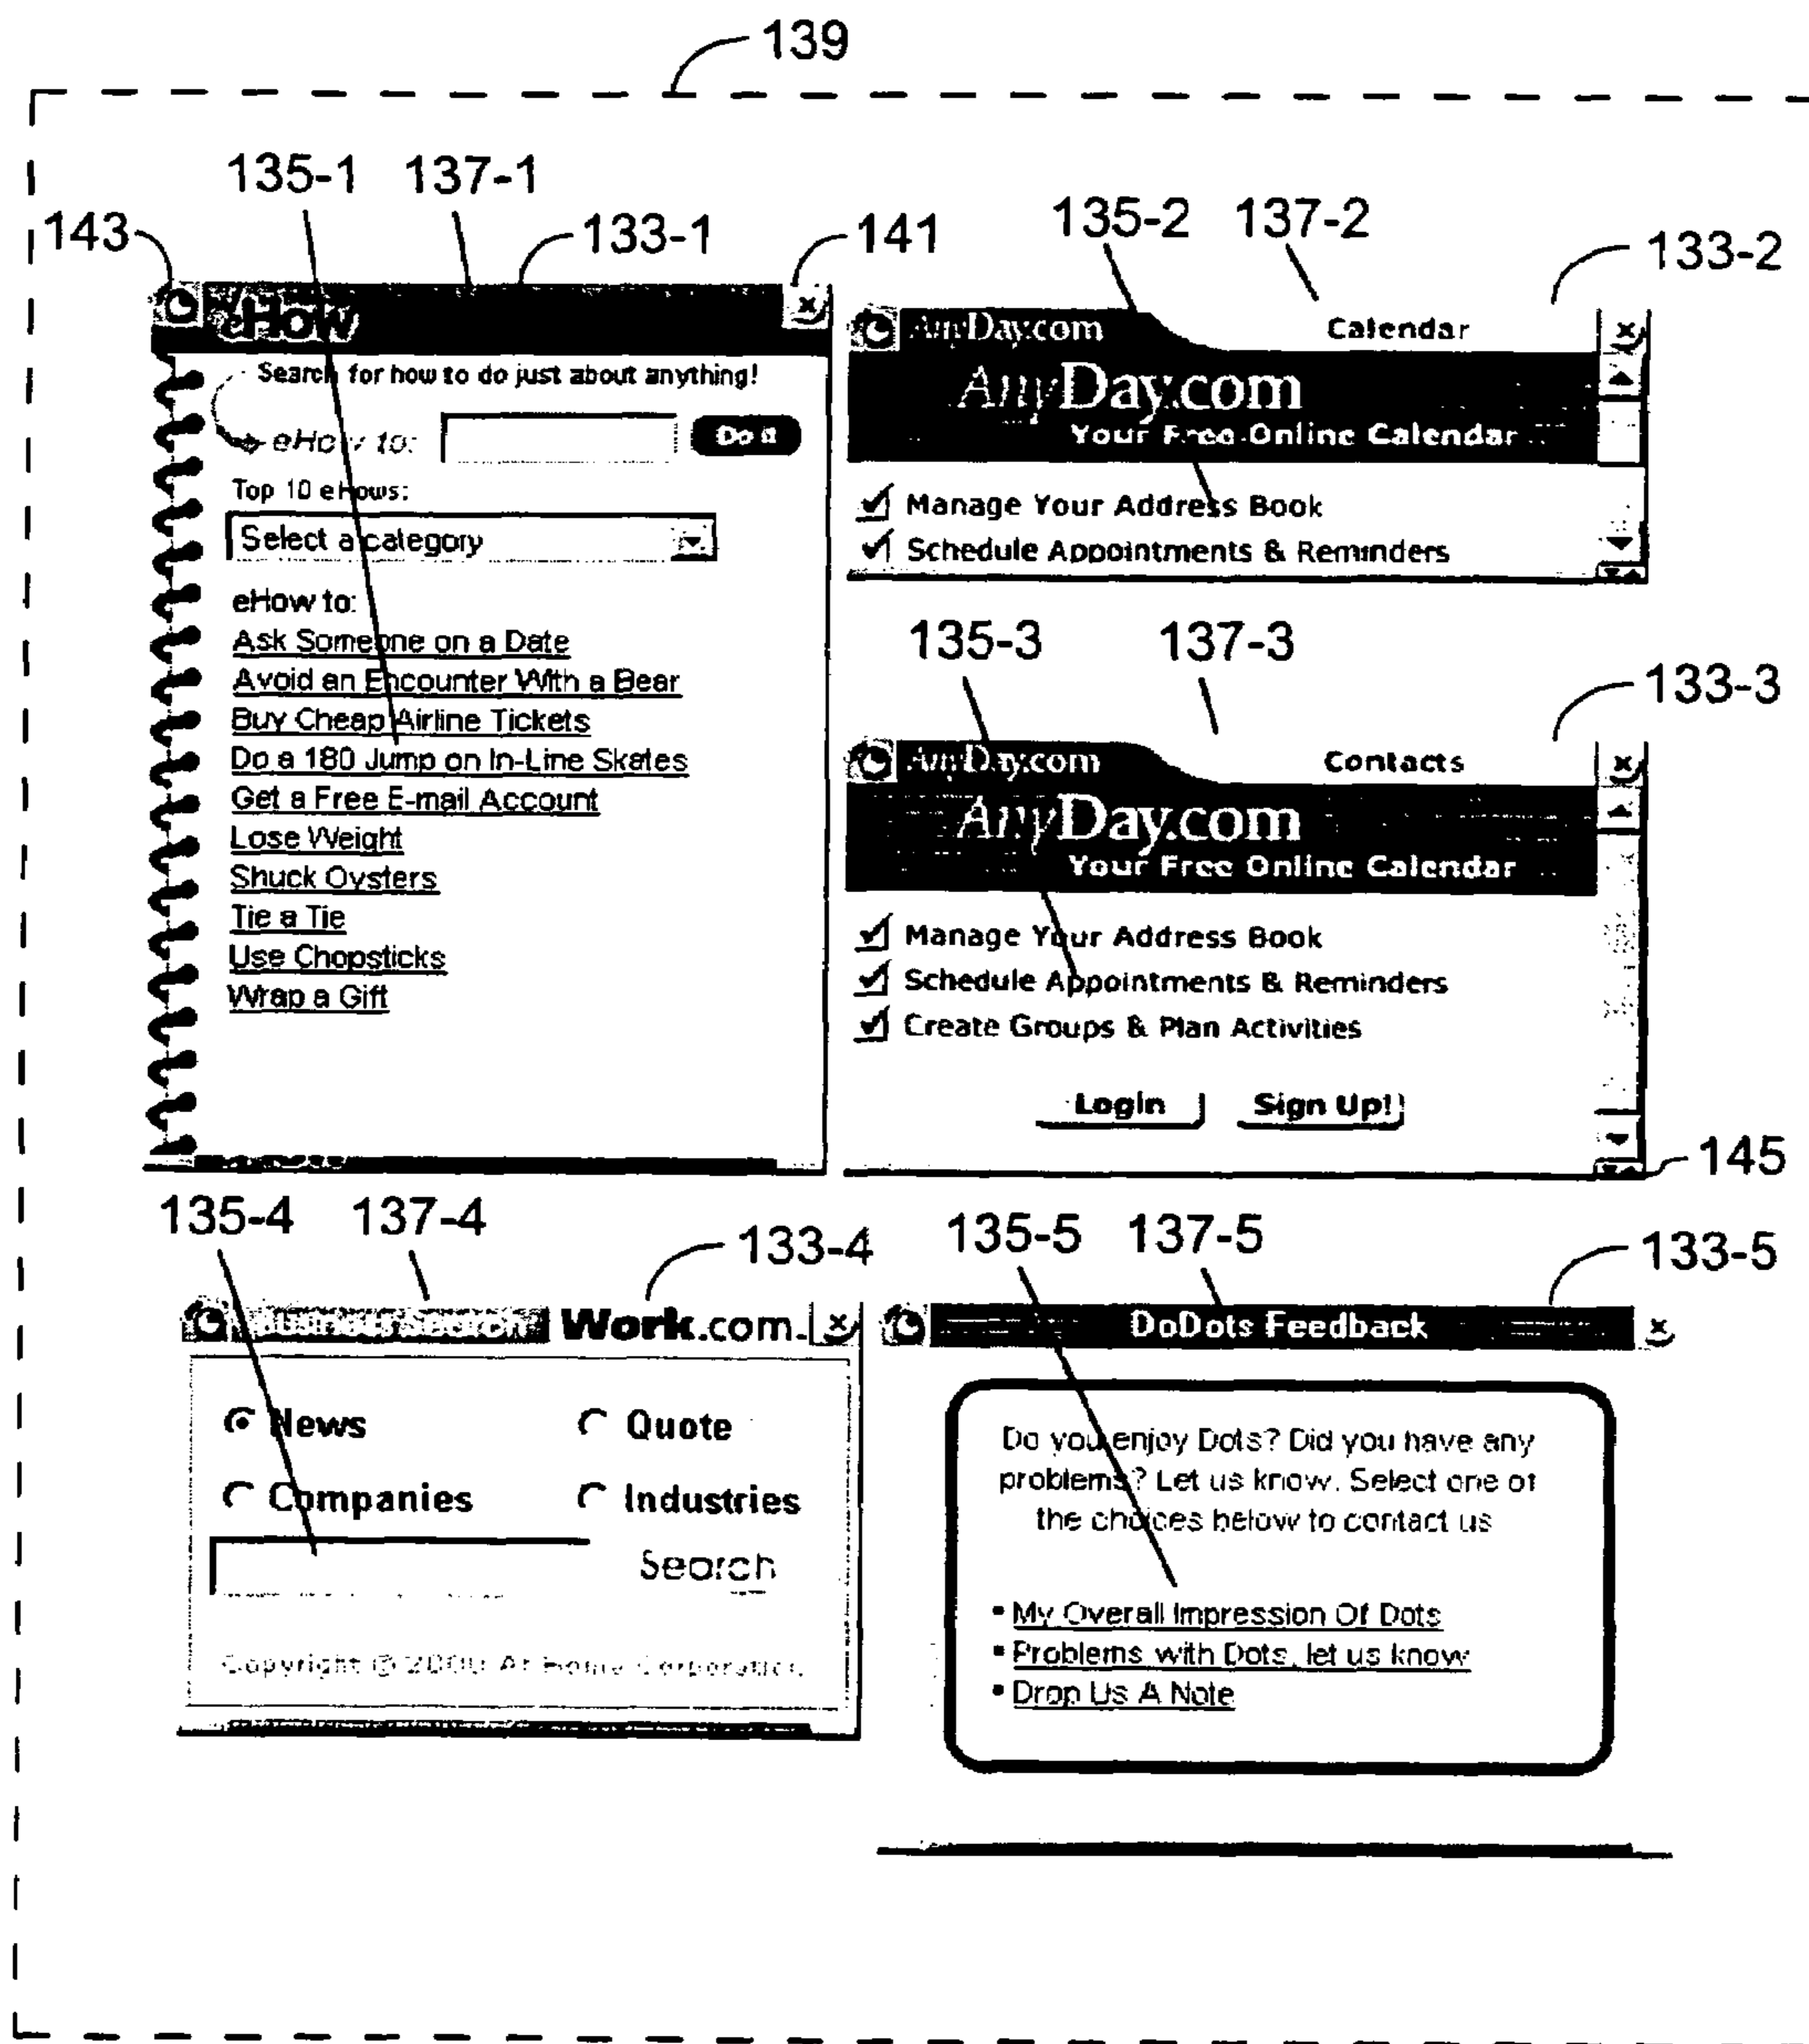 139
135-1 137-1
143 133-1 141
eHow
Search for how to do just about anything!
eHow to: Do it
Top 10 eHows:
Select a category
eHow to:
Ask Someone on a Date
Avoid an Encounter With a Bear
Buy Cheap Airline Tickets
Do a 180 Jump on In-Line Skates
Get a Free E-mail Account
Lose Weight
Shuck Oysters
Tie a Tie
Use Chopsticks
Wrap a Gift
135-2 137-2
133-2
AnyDay.com Calendar
AnyDay.com
Your Free Online Calendar
Manage Your Address Book
Schedule Appointments & Reminders
135-3 137-3
133-3
AnyDay.com Contacts
AnyDay.com
Your Free Online Calendar
Manage Your Address Book
Schedule Appointments & Reminders
Create Groups & Plan Activities
Login Sign Up!
145
135-4 137-4
133-4
Business Search Work.com
News Quote
Companies Industries
Search
Copyright © 2000 At Home Corporation
135-5 137-5
133-5
DoDots Feedback
Do you enjoy Dots? Did you have any
problems? Let us know. Select one of
the choices below to contact us
• My Overall Impression Of Dots
• Problems with Dots, let us know
• Drop Us A Note